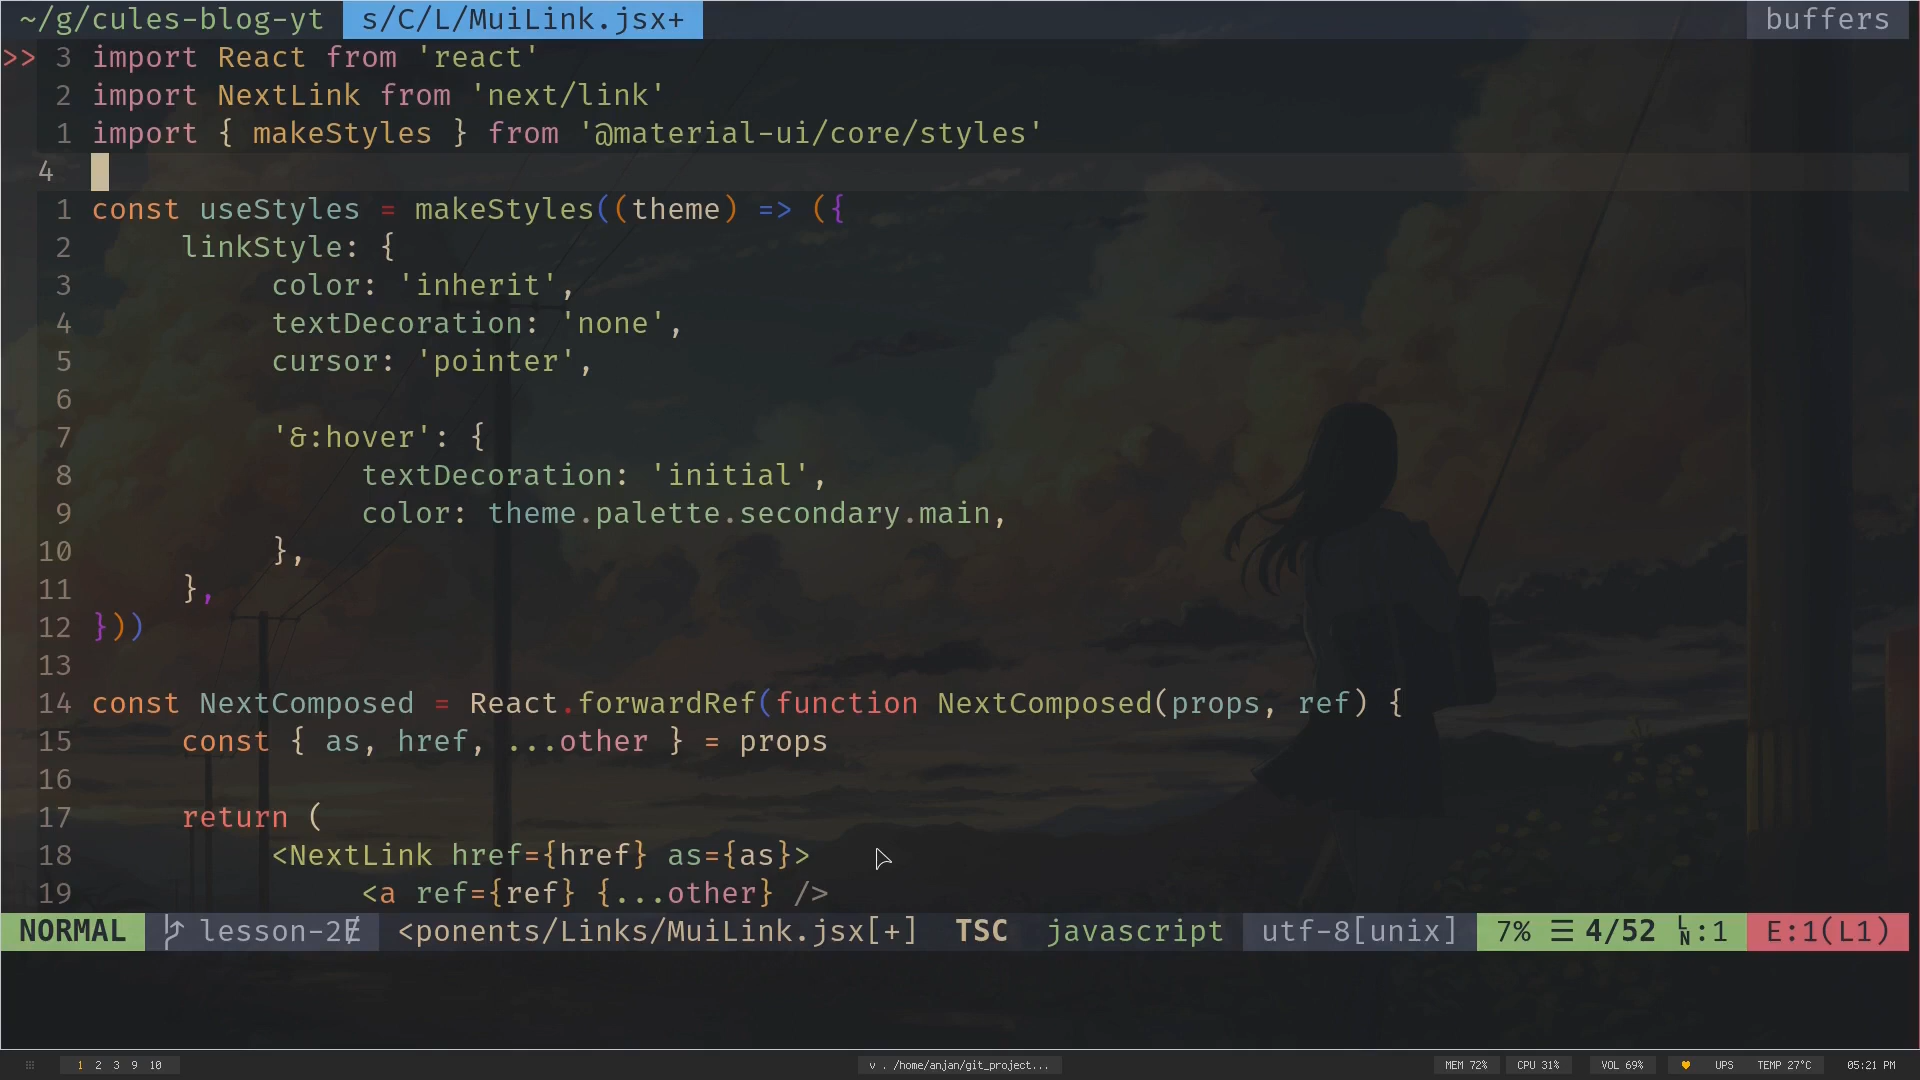 ~/g/cules-blog-yt s/C/L/MuiLink.jsx+ buffers
>> 3 import React from 'react'
2 import NextLink from 'next/link'
1 import { makeStyles } from '@material-ui/core/styles'
4
1 const useStyles = makeStyles((theme) => ({
2 linkStyle: {
3 color: 'inherit',
4 textDecoration: 'none',
5 cursor: 'pointer',
6
7 '&:hover': {
8 textDecoration: 'initial',
9 color: theme.palette.secondary.main,
10 },
11 },
12 }))
13
14 const NextComposed = React.forwardRef(function NextComposed(props, ref) {
15 const { as, href, ...other } = props
16
17 return (
18 <NextLink href={href} as={as}>
19 <a ref={ref} {...other} />
NORMAL lesson-2 <ponents/Links/MuiLink.jsx[+] TSC javascript utf-8[unix] 7% ☰ 4/52 LN:1 E:1(L1)
1 2 3 9 10 v . /home/anjan/git_project... MEM 72% CPU 31% VOL 69% UPS TEMP 27°C 05:21 PM